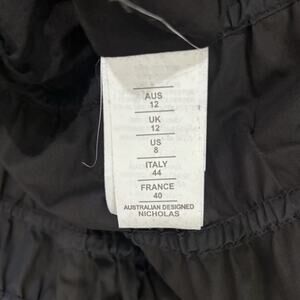 AUS
12
UK
12
US
8
ITALY
44
FRANCE
40
AUSTRALIAN DESIGNED
NICHOLAS